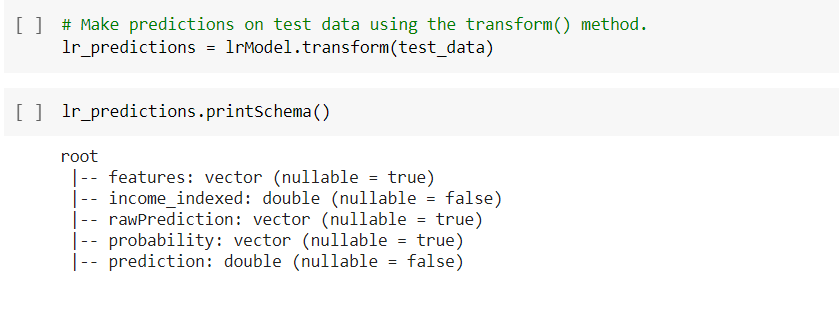 [ ] # Make predictions on test data using the transform() method.
lr_predictions = lrModel.transform(test_data)
[ ] lr_predictions.printSchema()
root
|-- features: vector (nullable = true)
|-- income_indexed: double (nullable = false)
|-- rawPrediction: vector (nullable = true)
|-- probability: vector (nullable = true)
|-- prediction: double (nullable = false)